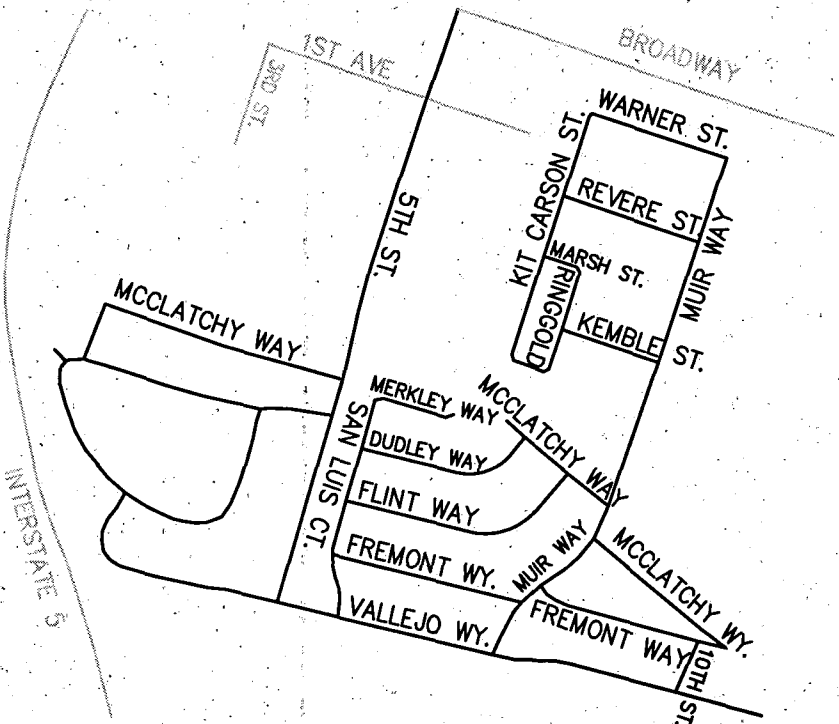 BROADWAY
1ST AVE
3RD ST.
WARNER ST.
KIT CARSON ST.
REVERE ST.
5TH ST.
MUIR WAY
MARSH ST.
RINGGOLD
KEMBLE ST.
MCCLATCHY WAY
MERKLEY WAY
MCCLATCHY WAY
SAN LUIS CT.
DUDLEY WAY
FLINT WAY
INTERSTATE 5
FREMONT WY.
MUIR WAY
MCCLATCHY WY.
VALLEJO WY.
FREMONT WAY
10TH ST.